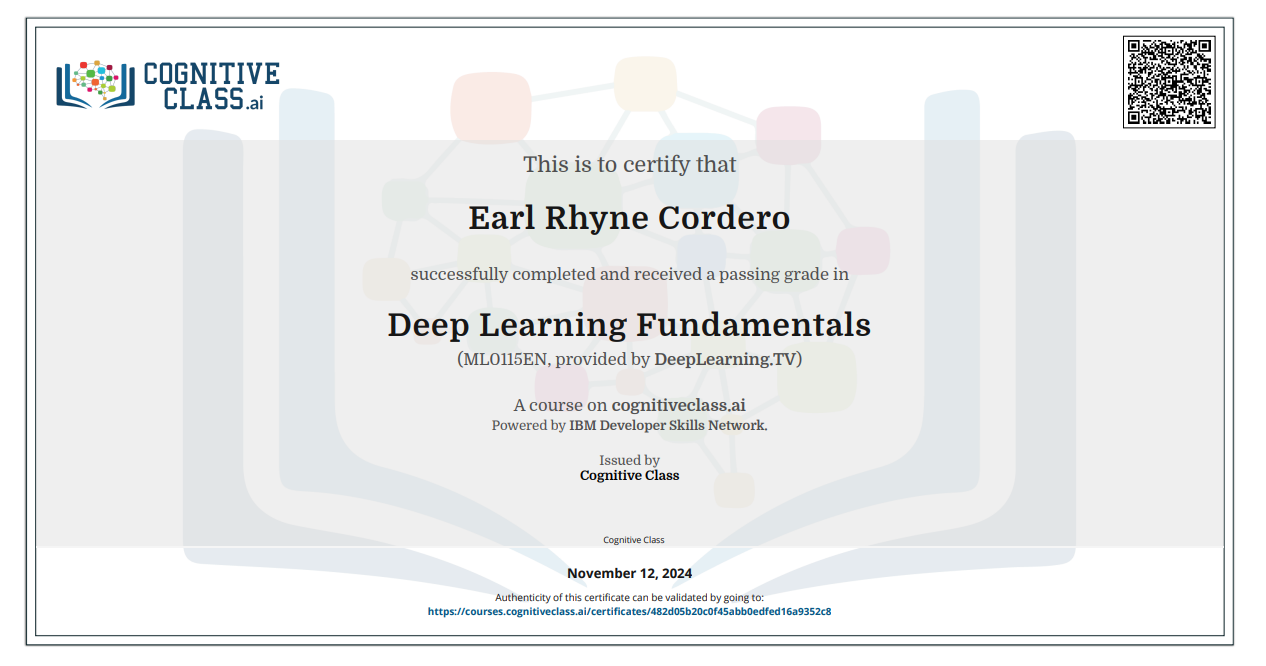 COGNITIVE
CLASS.ai
This is to certify that
Earl Rhyne Cordero
successfully completed and received a passing grade in
Deep Learning Fundamentals
(ML0115EN, provided by DeepLearning.TV)
A course on cognitiveclass.ai
Powered by IBM Developer Skills Network.
Issued by
Cognitive Class
Cognitive Class
November 12, 2024
Authenticity of this certificate can be validated by going to:
https://courses.cognitiveclass.ai/certificates/482d05b20c0f45abb0edfed16a9352c8